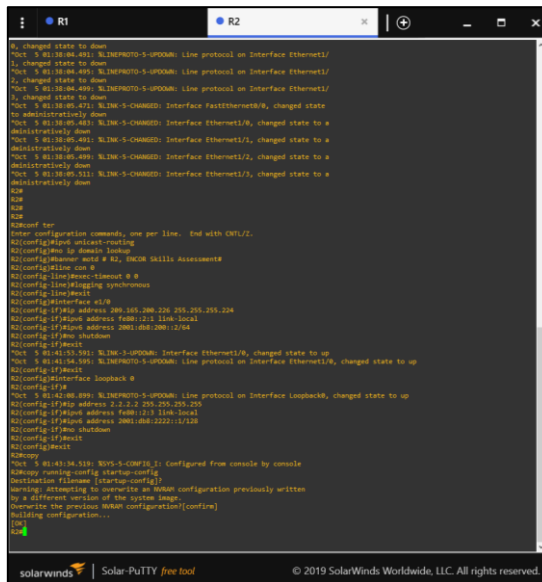 R1
R2
0, changed state to down
*Oct  5 01:38:04.491: %LINEPROTO-5-UPDOWN: Line protocol on Interface Ethernet1/
1, changed state to down
*Oct  5 01:38:04.495: %LINEPROTO-5-UPDOWN: Line protocol on Interface Ethernet1/
2, changed state to down
*Oct  5 01:38:04.499: %LINEPROTO-5-UPDOWN: Line protocol on Interface Ethernet1/
3, changed state to down
*Oct  5 01:38:05.471: %LINK-5-CHANGED: Interface FastEthernet0/0, changed state
to administratively down
*Oct  5 01:38:05.483: %LINK-5-CHANGED: Interface Ethernet1/0, changed state to a
dministratively down
*Oct  5 01:38:05.491: %LINK-5-CHANGED: Interface Ethernet1/1, changed state to a
dministratively down
*Oct  5 01:38:05.499: %LINK-5-CHANGED: Interface Ethernet1/2, changed state to a
dministratively down
*Oct  5 01:38:05.511: %LINK-5-CHANGED: Interface Ethernet1/3, changed state to a
dministratively down
R2#
R2#
R2#
R2#
R2#conf ter
Enter configuration commands, one per line.  End with CNTL/Z.
R2(config)#ipv6 unicast-routing
R2(config)#no ip domain lookup
R2(config)#banner motd # R2, ENCOR Skills Assessment#
R2(config)#line con 0
R2(config-line)#exec-timeout 0 0
R2(config-line)#logging synchronous
R2(config-line)#exit
R2(config)#interface e1/0
R2(config-if)#ip address 209.165.200.226 255.255.255.224
R2(config-if)#ipv6 address fe80::2:1 link-local
R2(config-if)#ipv6 address 2001:db8:200::2/64
R2(config-if)#no shutdown
R2(config-if)#exit
*Oct  5 01:41:53.591: %LINK-3-UPDOWN: Interface Ethernet1/0, changed state to up
*Oct  5 01:41:54.595: %LINEPROTO-5-UPDOWN: Line protocol on Interface Ethernet1/0, changed state to up
R2(config-if)#exit
R2(config)#interface loopback 0
R2(config-if)#
*Oct  5 01:42:08.899: %LINEPROTO-5-UPDOWN: Line protocol on Interface Loopback0, changed state to up
R2(config-if)#ip address 2.2.2.2 255.255.255.255
R2(config-if)#ipv6 address fe80::2:3 link-local
R2(config-if)#ipv6 address 2001:db8:2222::1/128
R2(config-if)#no shutdown
R2(config-if)#exit
R2(config)#exit
R2#copy
*Oct  5 01:43:34.519: %SYS-5-CONFIG_I: Configured from console by console
R2#copy running-config startup-config
Destination filename [startup-config]?
Warning: Attempting to overwrite an NVRAM configuration previously written
by a different version of the system image.
Overwrite the previous NVRAM configuration?[confirm]
Building configuration...
[OK]
R2#
solarwinds Solar-PuTTY free tool © 2019 SolarWinds Worldwide, LLC. All rights reserved.